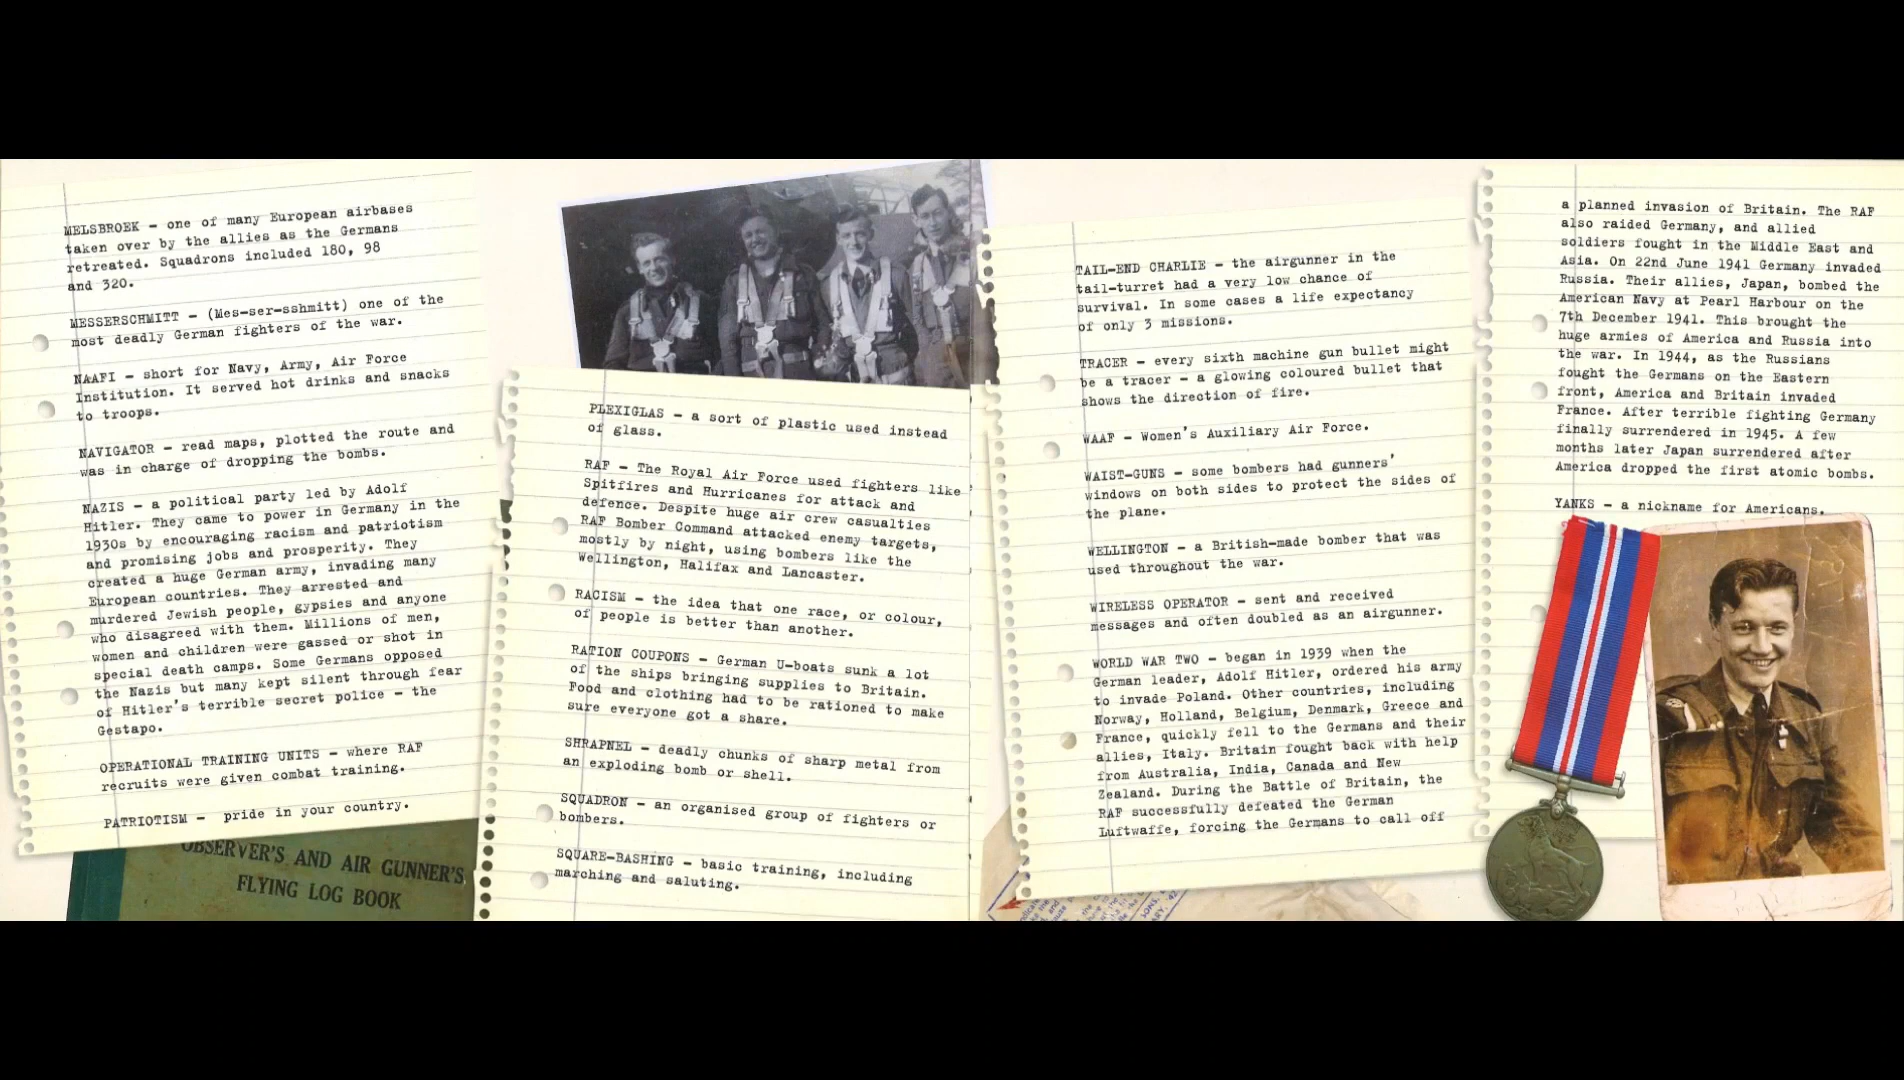 MELSBROEK - one of many European airbases
taken over by the allies as the Germans
retreated. Squadrons included 180, 98
and 320.
MESSERSCHMITT - (Mes-ser-sshmitt) one of the
most deadly German fighters of the war.
NAAFI - short for Navy, Army, Air Force
Institution. It served hot drinks and snacks
to troops.
NAVIGATOR - read maps, plotted the route and
was in charge of dropping the bombs.
NAZIS - a political party led by Adolf
Hitler. They came to power in Germany in the
1930s by encouraging racism and patriotism
and promising jobs and prosperity. They
created a huge German army, invading many
European countries. They arrested and
murdered Jewish people, gypsies and anyone
who disagreed with them. Millions of men,
women and children were gassed or shot in
special death camps. Some Germans opposed
the Nazis but many kept silent through fear
of Hitler's terrible secret police - the
Gestapo.
OPERATIONAL TRAINING UNITS - where RAF
recruits were given combat training.
PATRIOTISM - pride in your country.
OBSERVER'S AND AIR GUNNER'S
FLYING LOG BOOK
PLEXIGLAS - a sort of plastic used instead
of glass.
RAF - The Royal Air Force used fighters like
Spitfires and Hurricanes for attack and
defence. Despite huge air crew casualties
RAF Bomber Command attacked enemy targets,
mostly by night, using bombers like the
Wellington, Halifax and Lancaster.
RACISM - the idea that one race, or colour,
of people is better than another.
RATION COUPONS - German U-boats sunk a lot
of the ships bringing supplies to Britain.
Food and clothing had to be rationed to make
sure everyone got a share.
SHRAPNEL - deadly chunks of sharp metal from
an exploding bomb or shell.
SQUADRON - an organised group of fighters or
bombers.
SQUARE-BASHING - basic training, including
marching and saluting.
TAIL-END CHARLIE - the airgunner in the
tail-turret had a very low chance of
survival. In some cases a life expectancy
of only 3 missions.
TRACER - every sixth machine gun bullet might
be a tracer - a glowing coloured bullet that
shows the direction of fire.
WAAF - Women's Auxiliary Air Force.
WAIST-GUNS - some bombers had gunners'
windows on both sides to protect the sides of
the plane.
WELLINGTON - a British-made bomber that was
used throughout the war.
WIRELESS OPERATOR - sent and received
messages and often doubled as an airgunner.
WORLD WAR TWO - began in 1939 when the
German leader, Adolf Hitler, ordered his army
to invade Poland. Other countries, including
Norway, Holland, Belgium, Denmark, Greece and
France, quickly fell to the Germans and their
allies, Italy. Britain fought back with help
from Australia, India, Canada and New
Zealand. During the Battle of Britain, the
RAF successfully defeated the German
Luftwaffe, forcing the Germans to call off
a planned invasion of Britain. The RAF
also raided Germany, and allied
soldiers fought in the Middle East and
Asia. On 22nd June 1941 Germany invaded
Russia. Their allies, Japan, bombed the
American Navy at Pearl Harbour on the
7th December 1941. This brought the
huge armies of America and Russia into
the war. In 1944, as the Russians
fought the Germans on the Eastern
front, America and Britain invaded
France. After terrible fighting Germany
finally surrendered in 1945. A few
months later Japan surrendered after
America dropped the first atomic bombs.
YANKS - a nickname for Americans.